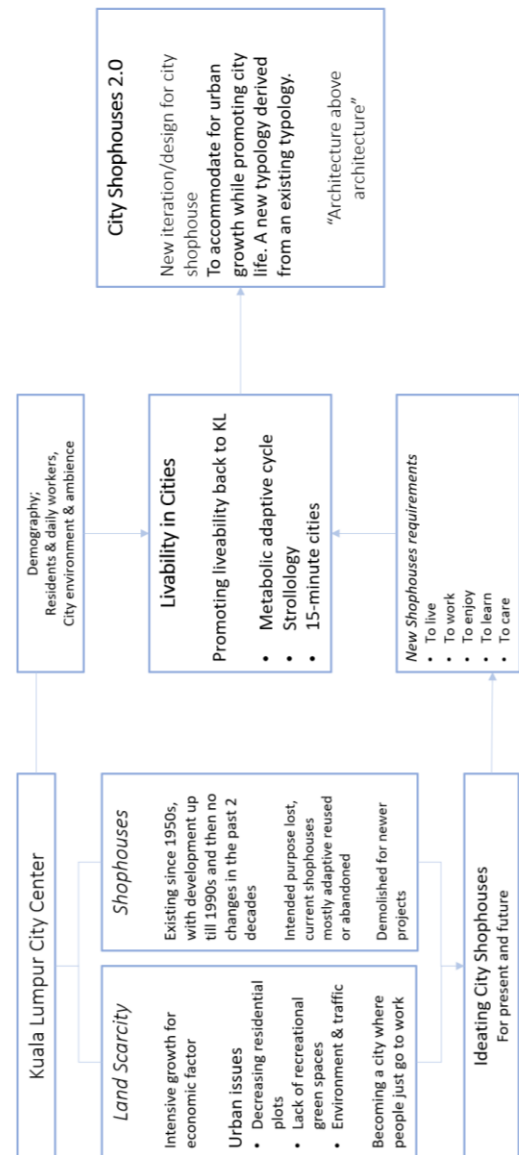 Kuala Lumpur City Center
Land Scarcity
Intensive growth for
economic factor
Urban issues
• Decreasing residential
plots
• Lack of recreational
green spaces
• Environment & traffic
Becoming a city where
people just go to work
Shophouses
Existing since 1950s,
with development up
till 1990s and then no
changes in the past 2
decades
Intended purpose lost,
current shophouses
mostly adaptive reused
or abandoned
Demolished for newer
projects
Ideating City Shophouses
For present and future
Demography;
Residents & daily workers,
City environment & ambience
Livability in Cities
Promoting liveability back to KL
• Metabolic adaptive cycle
• Strollology
• 15-minute cities
New Shophouses requirements
• To live
• To work
• To enjoy
• To learn
• To care
City Shophouses 2.0
New iteration/design for city
shophouse
To accommodate for urban
growth while promoting city
life. A new typology derived
from an existing typology.
“Architecture above
architecture”